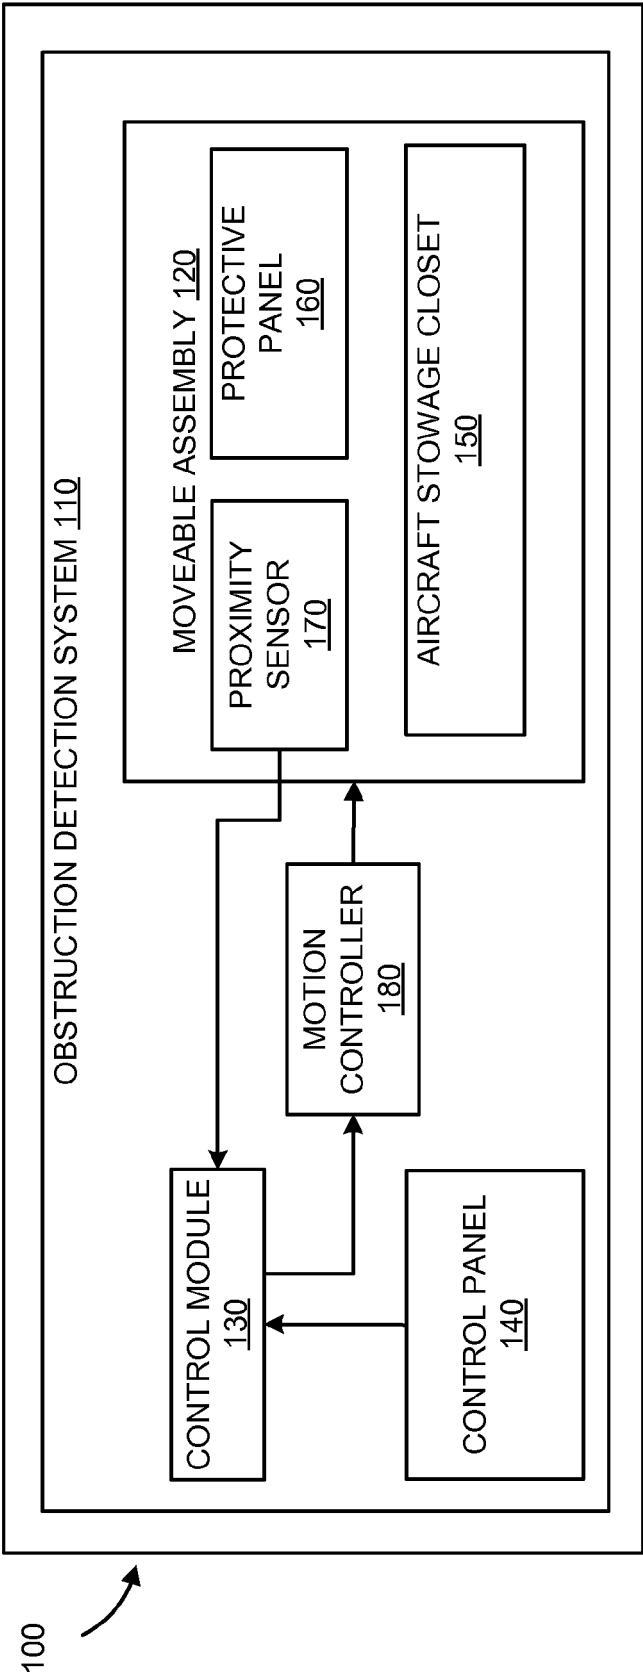 100
OBSTRUCTION DETECTION SYSTEM 110
CONTROL MODULE
130
CONTROL PANEL
140
MOTION
CONTROLLER
180
MOVEABLE ASSEMBLY 120
PROXIMITY
SENSOR
170
PROTECTIVE
PANEL
160
AIRCRAFT STOWAGE CLOSET
150